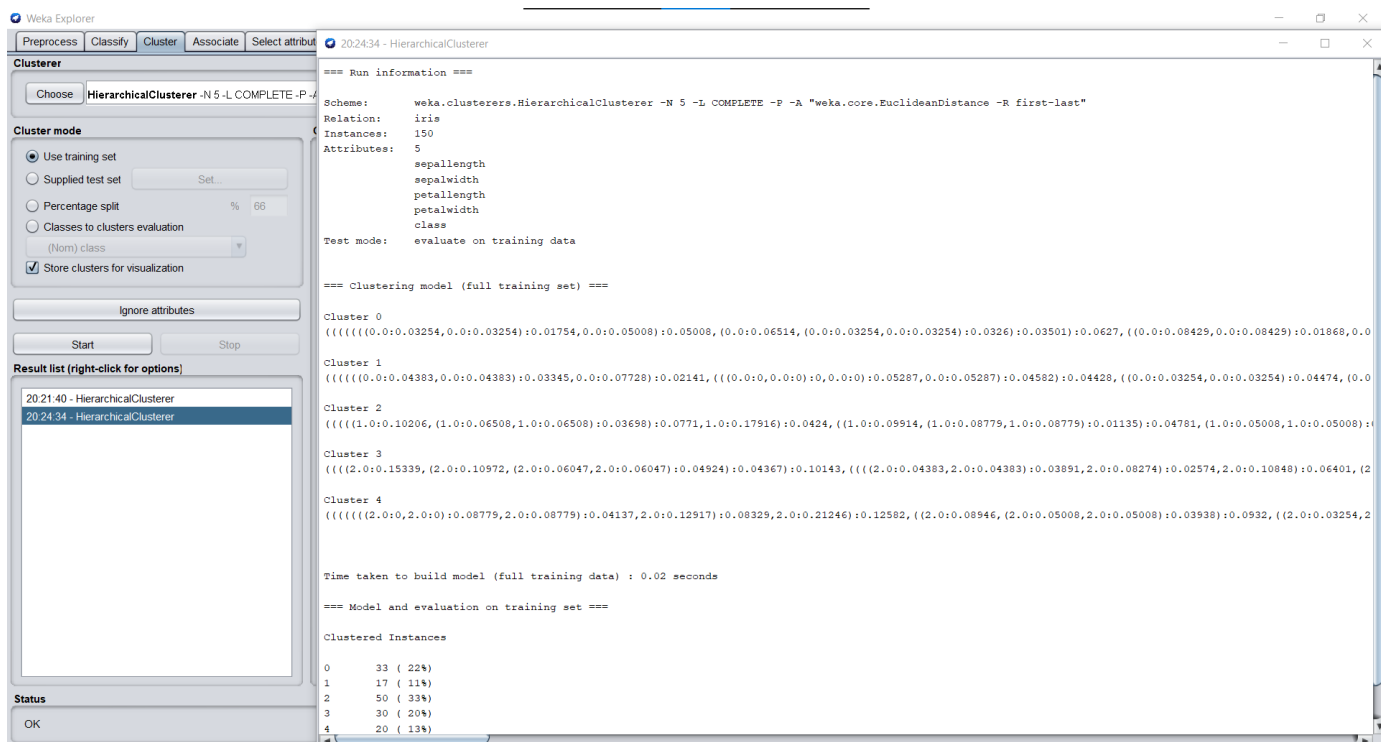 Weka Explorer
Preprocess Classify Cluster Associate Select attribut
Clusterer
Choose HierarchicalClusterer -N 5 -L COMPLETE -P -A
Cluster mode
Use training set
Supplied test set Set...
Percentage split % 66
Classes to clusters evaluation
(Nom) class
Store clusters for visualization
Ignore attributes
Start Stop
Result list (right-click for options)
20:21:40 - HierarchicalClusterer
20:24:34 - HierarchicalClusterer
Status
OK
20:24:34 - HierarchicalClusterer
=== Run information ===
Scheme: weka.clusterers.HierarchicalClusterer -N 5 -L COMPLETE -P -A "weka.core.EuclideanDistance -R first-last"
Relation: iris
Instances: 150
Attributes: 5
sepallength
sepalwidth
petallength
petalwidth
class
Test mode: evaluate on training data
=== Clustering model (full training set) ===
Cluster 0
(((((((0.0:0.03254,0.0:0.03254):0.01754,0.0:0.05008):0.05008,(0.0:0.06514,(0.0:0.03254,0.0:0.03254):0.0326):0.03501):0.0627,((0.0:0.08429,0.0:0.08429):0.01868,0.0
Cluster 1
((((((0.0:0.04383,0.0:0.04383):0.03345,0.0:0.07728):0.02141,(((0.0:0,0.0:0):0,0.0:0):0.05287,0.0:0.05287):0.04582):0.04428,((0.0:0.03254,0.0:0.03254):0.04474,(0.0
Cluster 2
(((((1.0:0.10206,(1.0:0.06508,1.0:0.06508):0.03698):0.0771,1.0:0.17916):0.0424,((1.0:0.09914,(1.0:0.08779,1.0:0.08779):0.01135):0.04781,(1.0:0.05008,1.0:0.05008):
Cluster 3
((((2.0:0.15339,(2.0:0.10972,(2.0:0.06047,2.0:0.06047):0.04924):0.04367):0.10143,((((2.0:0.04383,2.0:0.04383):0.03891,2.0:0.08274):0.02574,2.0:0.10848):0.06401,(2
Cluster 4
(((((((2.0:0,2.0:0):0.08779,2.0:0.08779):0.04137,2.0:0.12917):0.08329,2.0:0.21246):0.12582,((2.0:0.08946,(2.0:0.05008,2.0:0.05008):0.03938):0.0932,((2.0:0.03254,2
Time taken to build model (full training data) : 0.02 seconds
=== Model and evaluation on training set ===
Clustered Instances
0 33 ( 22%)
1 17 ( 11%)
2 50 ( 33%)
3 30 ( 20%)
4 20 ( 13%)